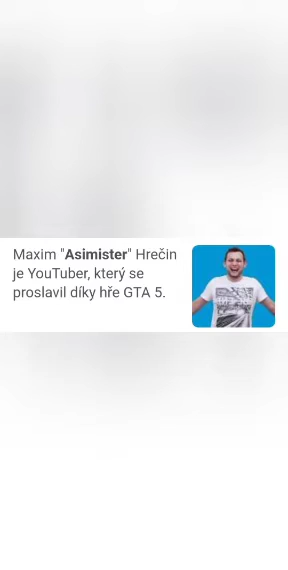 Maxim "Asimister" Hrečin
je YouTuber, který se
proslavil díky hře GTA 5.